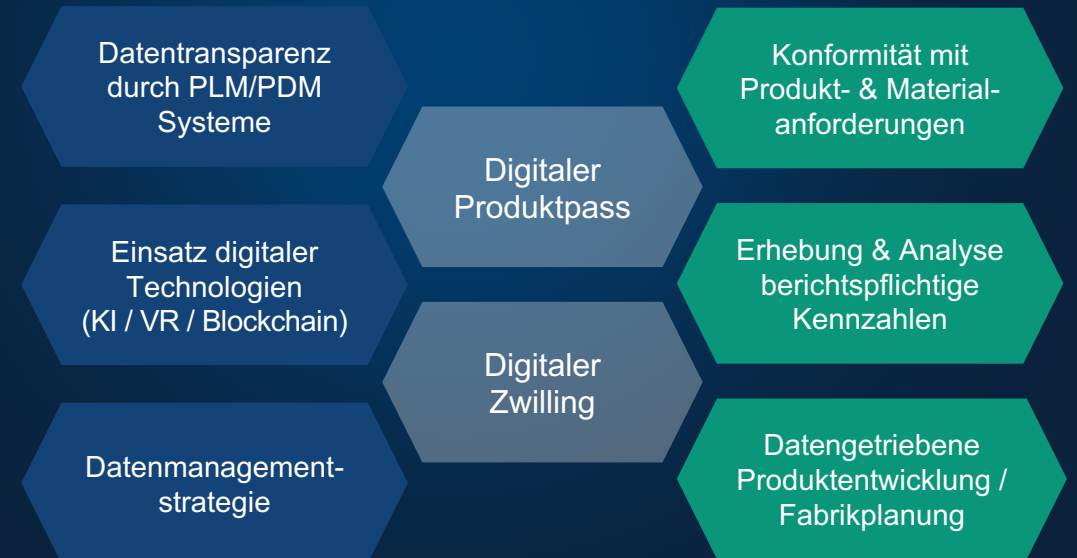 Datentransparenz
durch PLM/PDM
Systeme
Einsatz digitaler
Technologien
(KI / VR / Blockchain)
Datenmanagement-
strategie
Digitaler
Produktpass
Digitaler
Zwilling
Konformität mit
Produkt- & Material-
anforderungen
Erhebung & Analyse
berichtspflichtige
Kennzahlen
Datengetriebene
Produktentwicklung /
Fabrikplanung